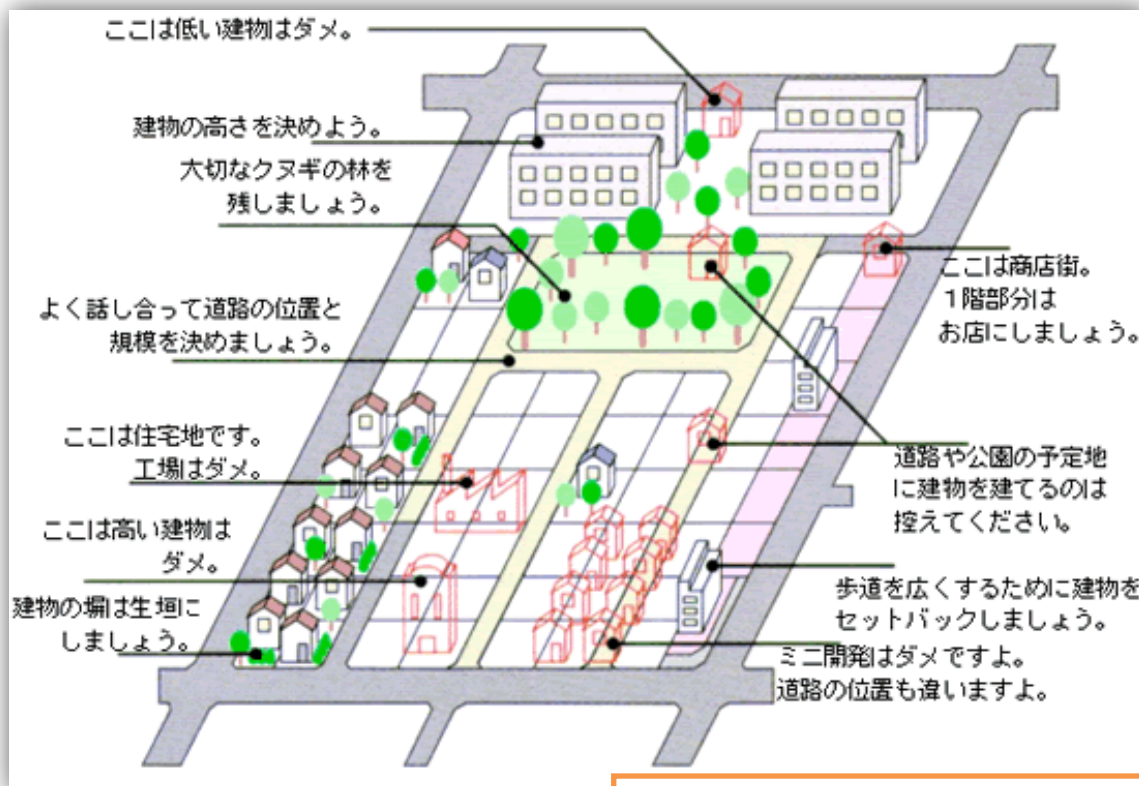 ここは低い建物はダメ。
建物の高さを決めよう。
大切なクヌギの林を
残しましょう。
よく話し合って道路の位置と
規模を決めましょう。
ここは住宅地です。
工場はダメ。
ここは高い建物は
ダメ。
建物の塀は生垣に
しましょう。
ここは商店街。
1階部分は
お店にしましょう。
道路や公園の予定地
に建物を建てるのは
控えてください。
歩道を広くするために建物を
セットバックしましょう。
ミニ開発はダメですよ。
道路の位置も違いますよ。